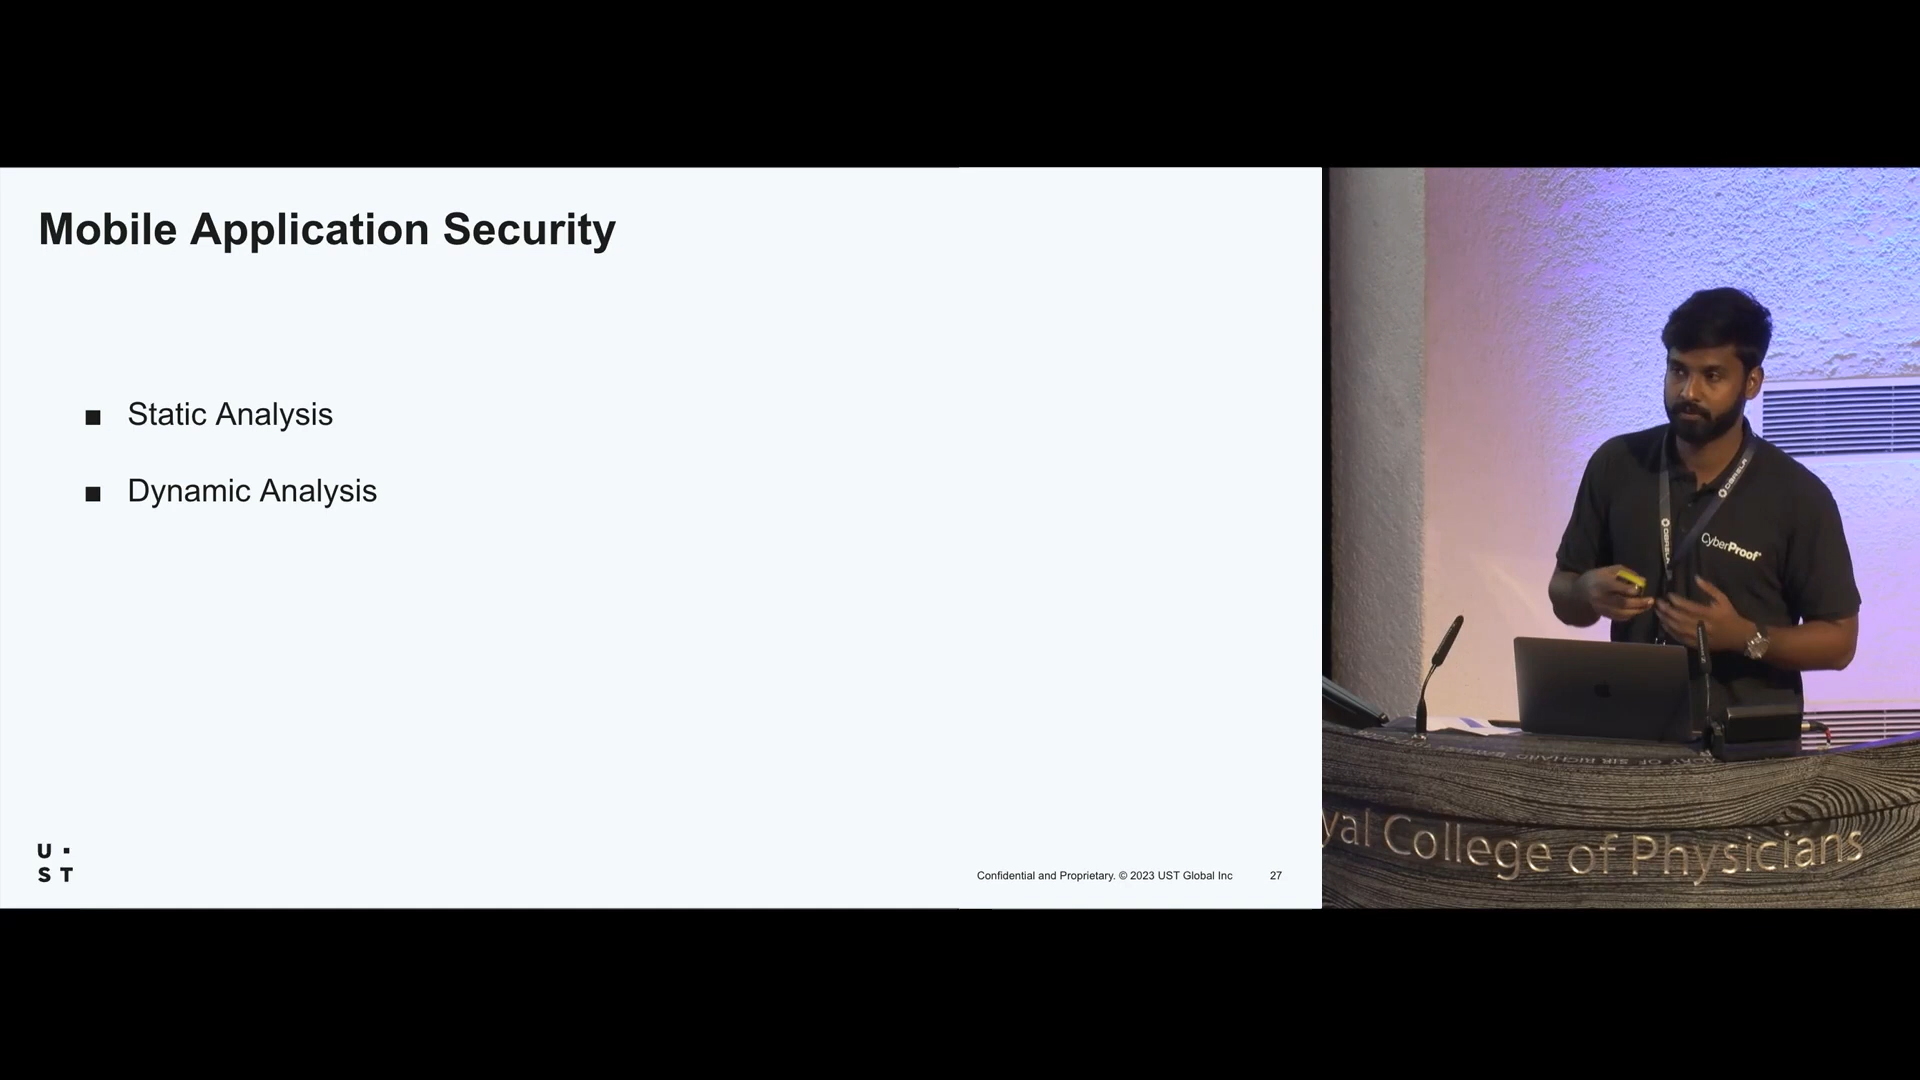 Mobile Application Security
■ Static Analysis
■ Dynamic Analysis
U ·
S T
Confidential and Proprietary. © 2023 UST Global Inc
27
CyberProof
yal College of Physicians